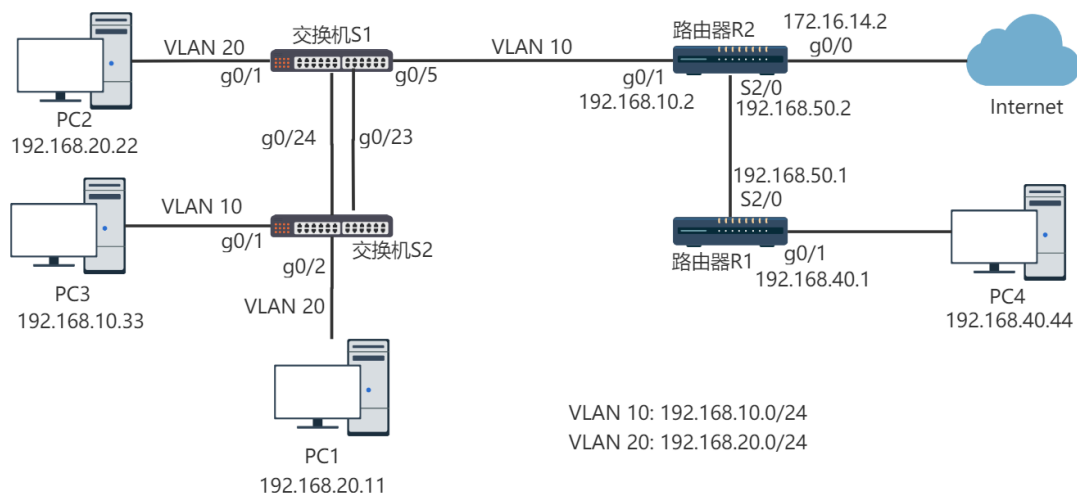 交换机S1
VLAN 20
g0/1
g0/5
VLAN 10
路由器R2
172.16.14.2
g0/0
g0/1
192.168.10.2
S2/0
192.168.50.2
Internet
PC2
192.168.20.22
g0/24
g0/23
VLAN 10
g0/1
交换机S2
g0/2
192.168.50.1
S2/0
路由器R1
g0/1
192.168.40.1
PC3
192.168.10.33
VLAN 20
PC4
192.168.40.44
PC1
192.168.20.11
VLAN 10: 192.168.10.0/24
VLAN 20: 192.168.20.0/24